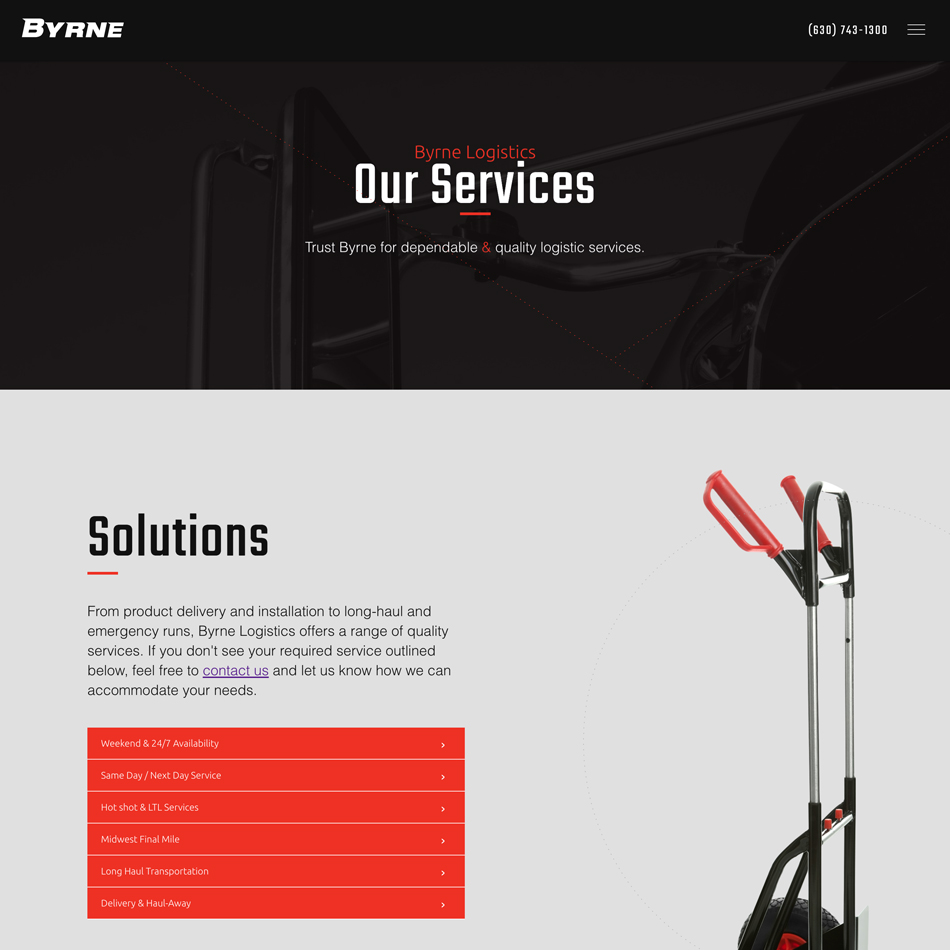 BYRNE
(630) 743-1300
Byrne Logistics
Our Services
Trust Byrne for dependable & quality logistic services.
Solutions
From product delivery and installation to long-haul and
emergency runs, Byrne Logistics offers a range of quality
services. If you don't see your required service outlined
below, feel free to contact us and let us know how we can
accommodate your needs.
Weekend & 24/7 Availability
Same Day / Next Day Service
Hot shot & LTL Services
Midwest Final Mile
Long Haul Transportation
Delivery & Haul-Away